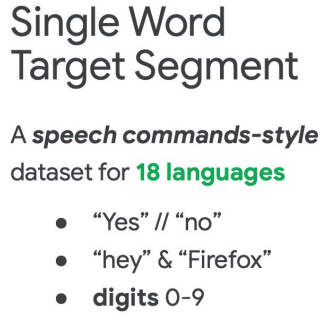 Single Word
Target Segment
A speech commands-style
dataset for 18 languages
● “Yes” // “no”
● “hey” & “Firefox”
● digits 0-9